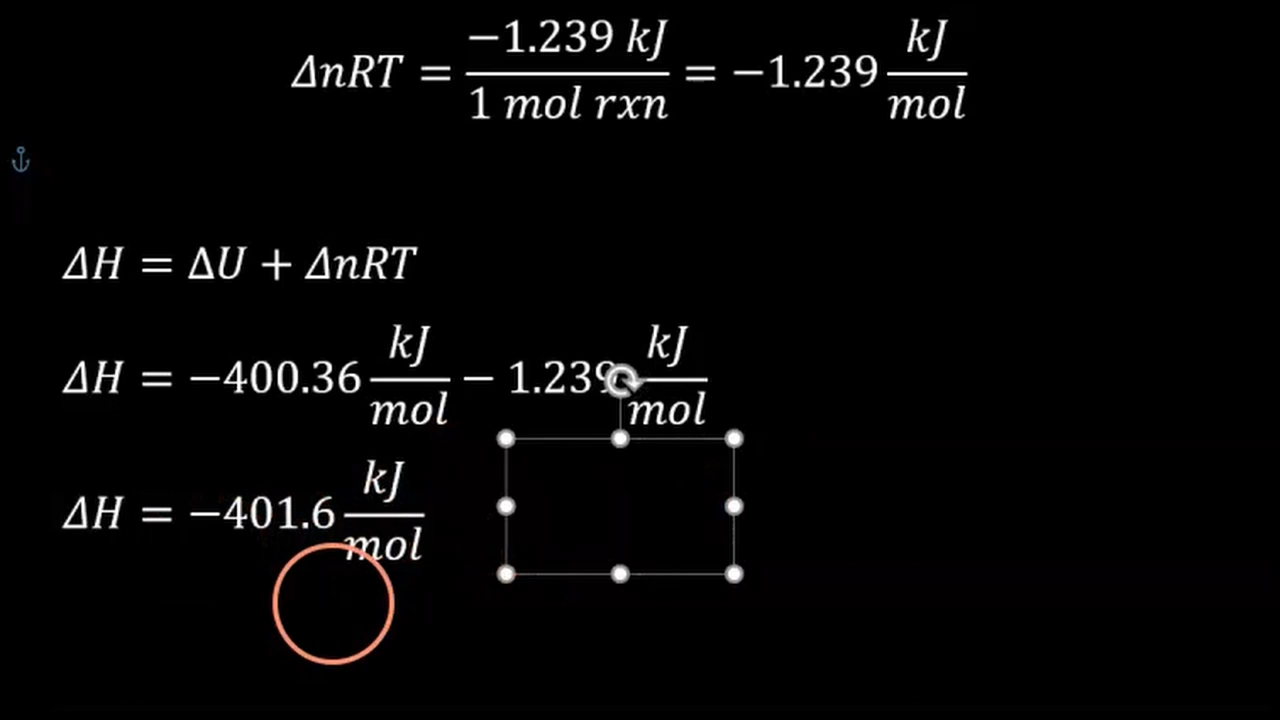 ΔnRT = −1.239 kJ / 1 mol rxn = −1.239 kJ/mol
ΔH = ΔU + ΔnRT
ΔH = −400.36 kJ/mol − 1.239 kJ/mol
ΔH = −401.6 kJ/mol